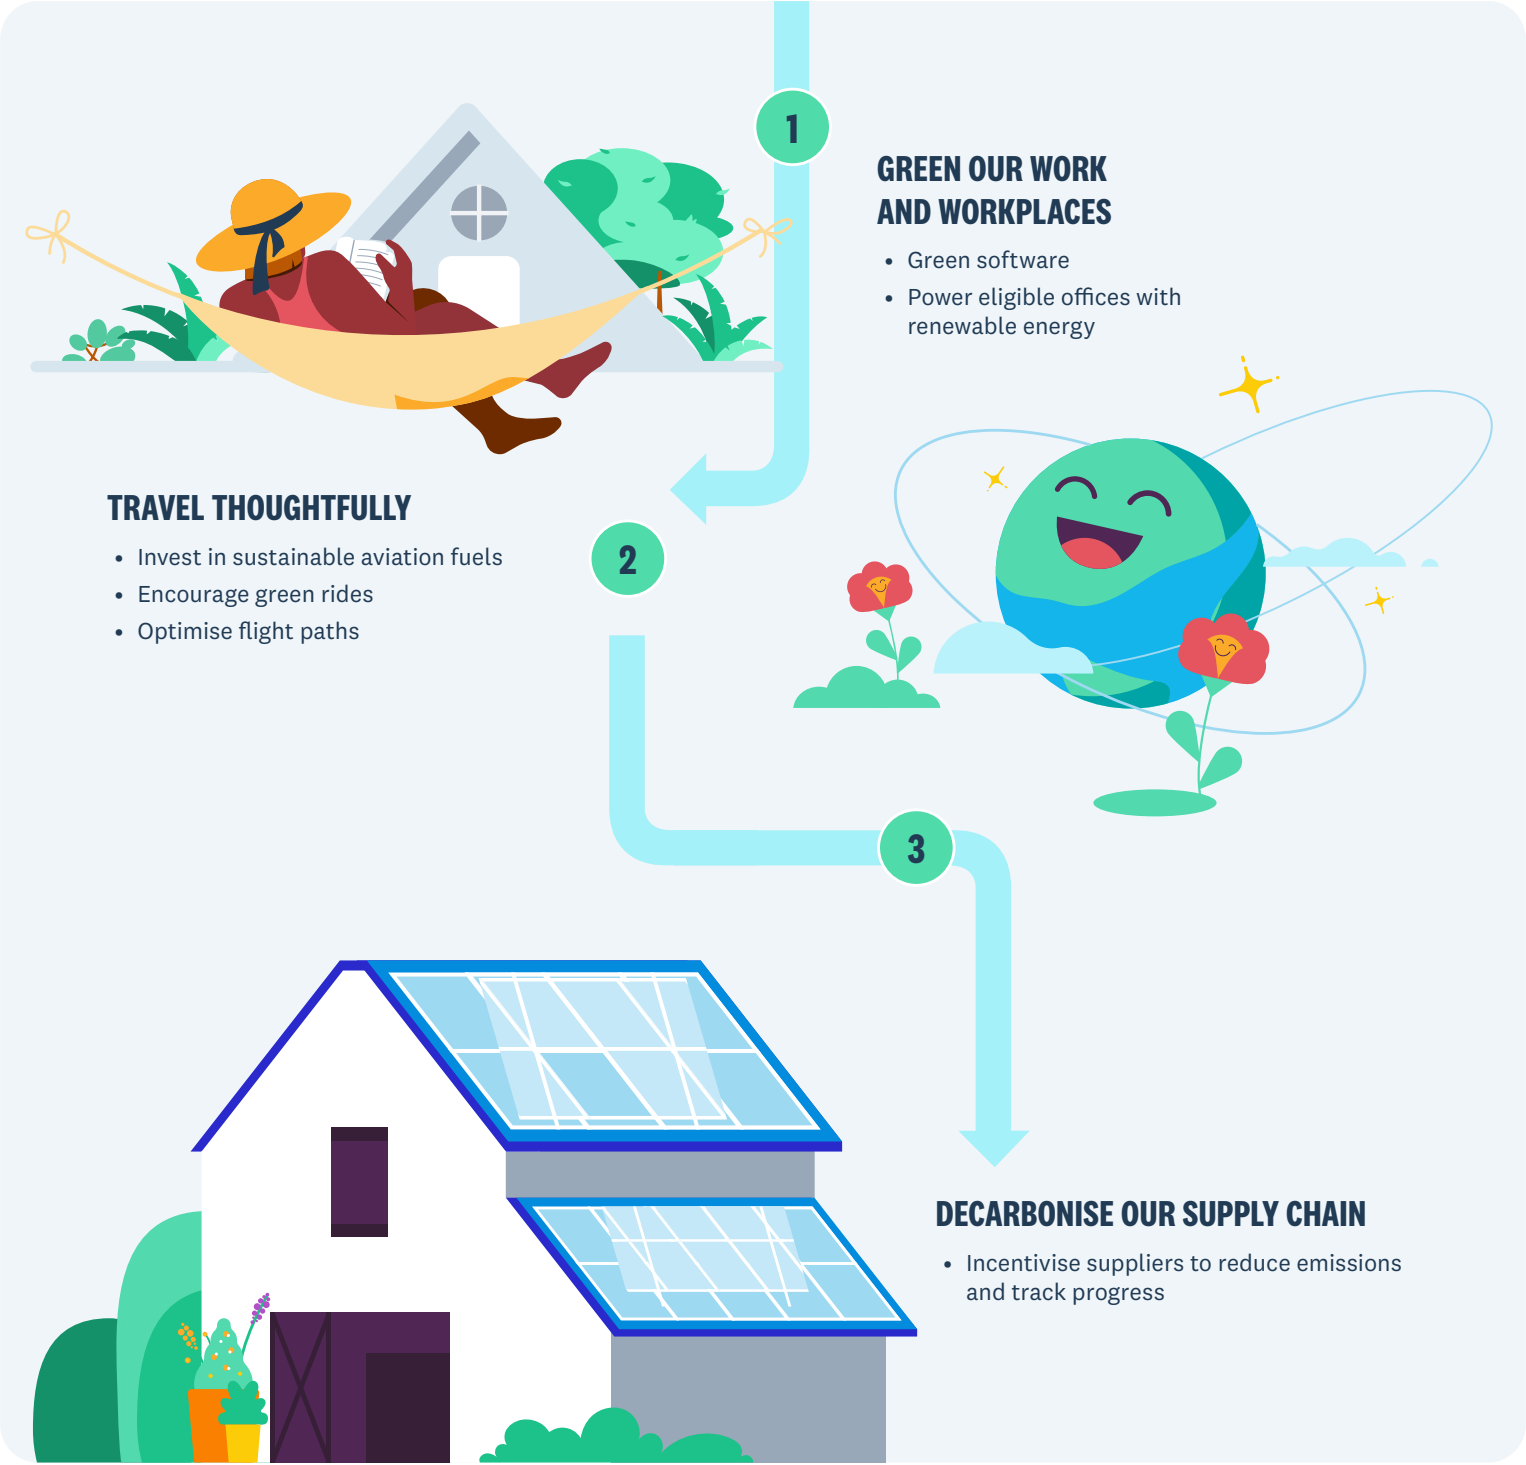 1
GREEN OUR WORK
AND WORKPLACES
• Green software
• Power eligible offices with
renewable energy
TRAVEL THOUGHTFULLY
• Invest in sustainable aviation fuels
• Encourage green rides
• Optimise flight paths
2
3
DECARBONISE OUR SUPPLY CHAIN
• Incentivise suppliers to reduce emissions
and track progress